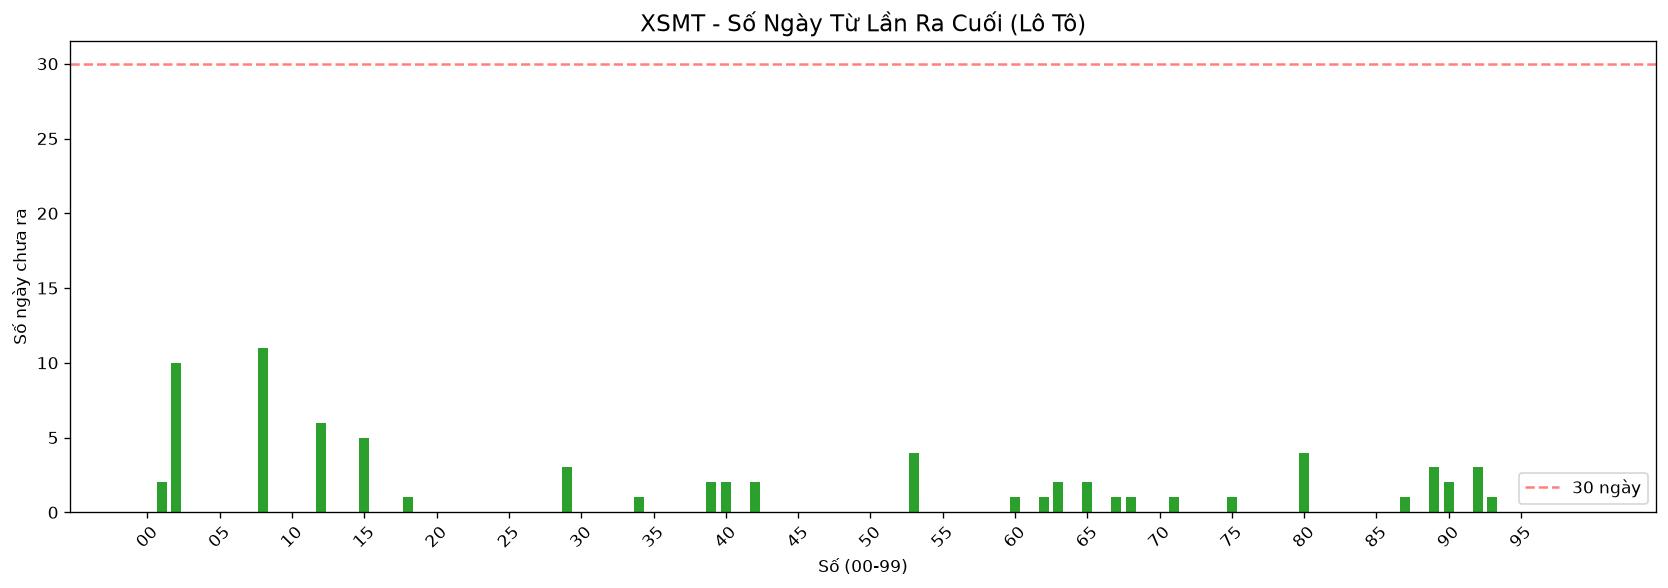 XSMT - Số Ngày Từ Lần Ra Cuối (Lô Tô)
Số ngày chưa ra
30
25
20
15
10
5
0
00 05 10 15 20 25 30 35 40 45 50 55 60 65 70 75 80 85 90 95
Số (00-99)
30 ngày